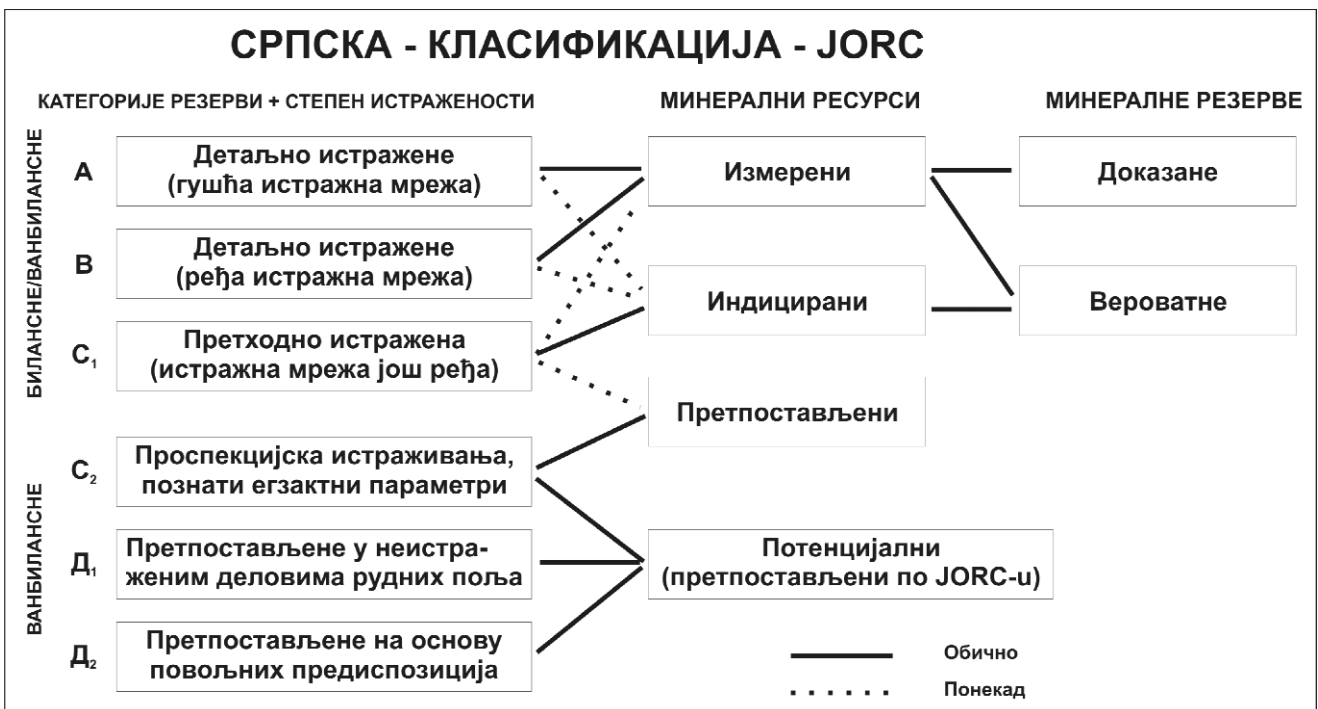 СРПСКА - КЛАСИФИКАЦИЈА - JORC
КАТЕГОРИЈЕ РЕЗЕРВИ + СТЕПЕН ИСТРАЖЕНОСТИ
МИНЕРАЛНИ РЕСУРСИ
МИНЕРАЛНЕ РЕЗЕРВЕ
БИЛАНСНЕ/ВАНБИЛАНСНЕ
А
Детаљно истражене
(гушћа истражна мрежа)
Измерени
Доказане
В
Детаљно истражене
(ређа истражна мрежа)
Индицирани
Вероватне
С₁
Претходно истражена
(истражна мрежа још ређа)
Претпостављени
ВАНБИЛАНСНЕ
С₂
Проспекцијска истраживања,
познати егзактни параметри
Д₁
Претпостављене у неистра-
женим деловима рудних поља
Потенцијални
(претпостављени по JORC-u)
Д₂
Претпостављене на основу
повољних предиспозиција
Обично
Понекад